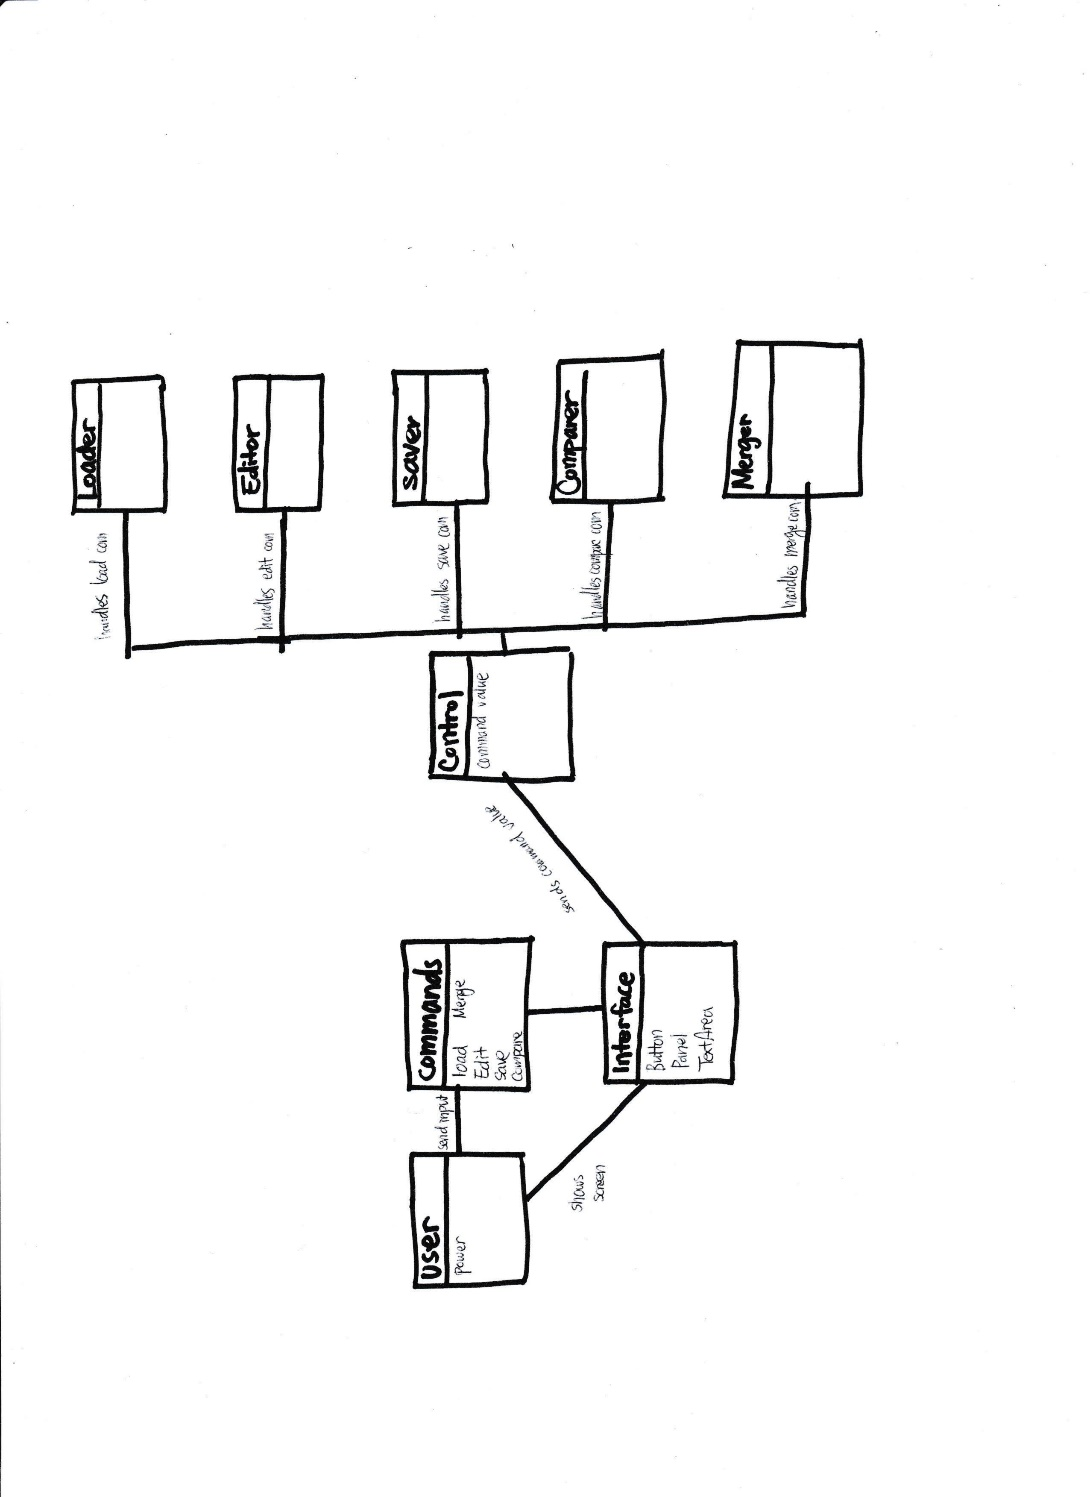 User
power
send input
shows
screen
Commands
load Merge
Edit
save
compare
Interface
Button
Panel
TextArea
sends command value
Control
command value
handles load com
Loader
handles edit com
Editor
handles save com
saver
handles compare com
Comparer
handles merge com
Merger